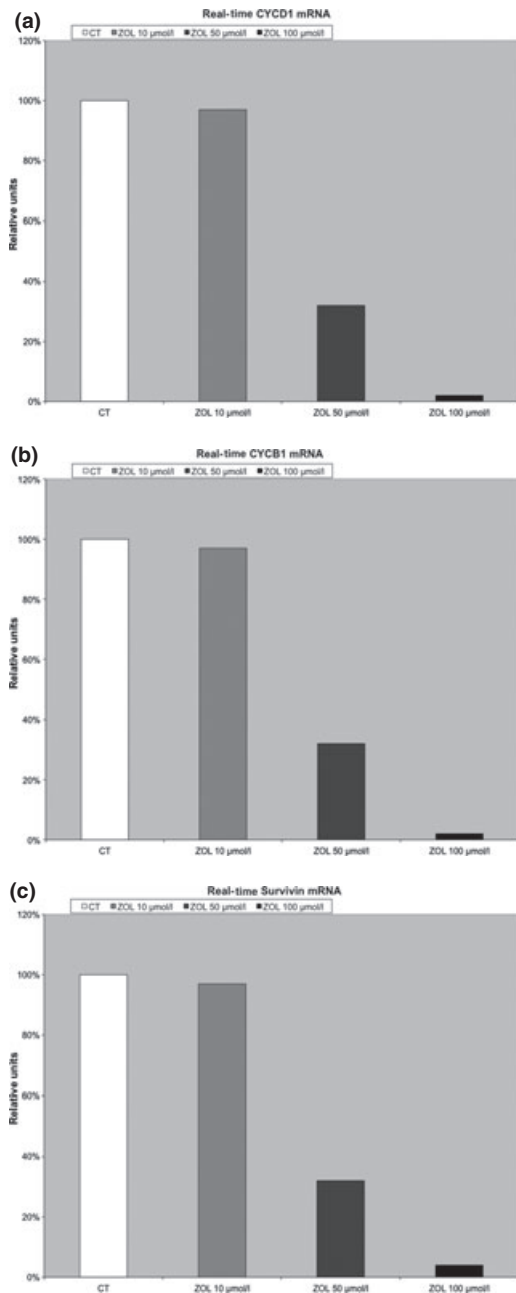 (a)
Real-time CYCD1 mRNA
CT ZOL 10 µmol/l ZOL 50 µmol/l ZOL 100 µmol/l
120%
100%
80%
60%
40%
20%
0%
Relative units
CT ZOL 10 µmol/l ZOL 50 µmol/l ZOL 100 µmol/l
(b)
Real-time CYCB1 mRNA
CT ZOL 10 µmol/l ZOL 50 µmol/l ZOL 100 µmol/l
120%
100%
80%
60%
40%
20%
0%
Relative units
CT ZOL 10 µmol/l ZOL 50 µmol/l ZOL 100 µmol/l
(c)
Real-time Survivin mRNA
CT ZOL 10 µmol/l ZOL 50 µmol/l ZOL 100 µmol/l
120%
100%
80%
60%
40%
20%
0%
Relative units
CT ZOL 10 µmol/l ZOL 50 µmol/l ZOL 100 µmol/l